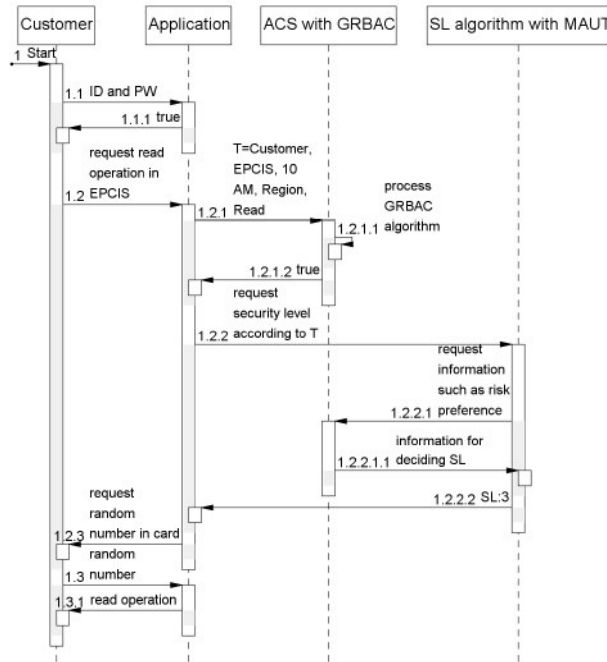 Customer
Application
ACS with GRBAC
SL algorithm with MAUT
1 Start
1.1 ID and PW
1.1.1 true
request read
operation in
1.2 EPCIS
T=Customer,
EPCIS, 10
AM, Region,
1.2.1 Read
process
GRBAC
1.2.1.1 algorithm
1.2.1.2 true
request
security level
1.2.2 according to T
request
information
such as risk
1.2.2.1 preference
information for
1.2.2.1.1 deciding SL
1.2.2.2 SL:3
request
random
1.2.3 number in card
random
1.3 number
1.3.1 read operation